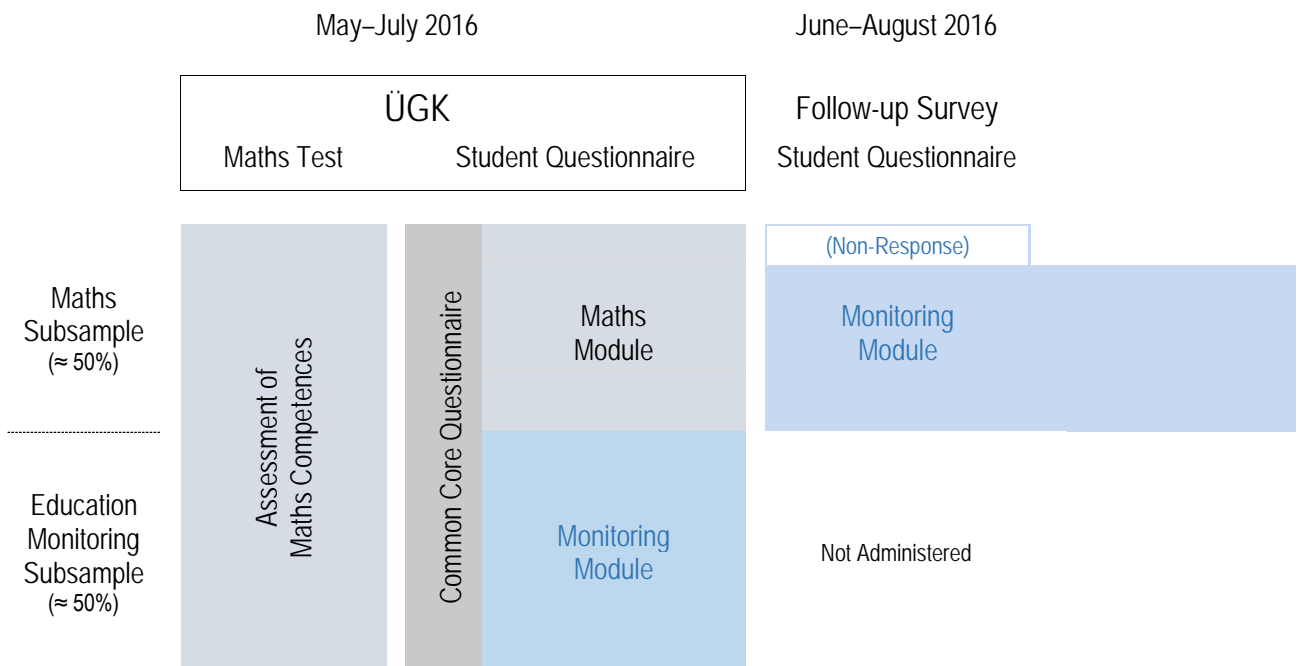 May–July 2016
June–August 2016
ÜGK
Maths Test
Student Questionnaire
Follow-up Survey
Student Questionnaire
Maths
Subsample
(≈ 50%)
Education
Monitoring
Subsample
(≈ 50%)
Assessment of
Maths Competences
Common Core Questionnaire
Maths
Module
Monitoring
Module
(Non-Response)
Monitoring
Module
Not Administered